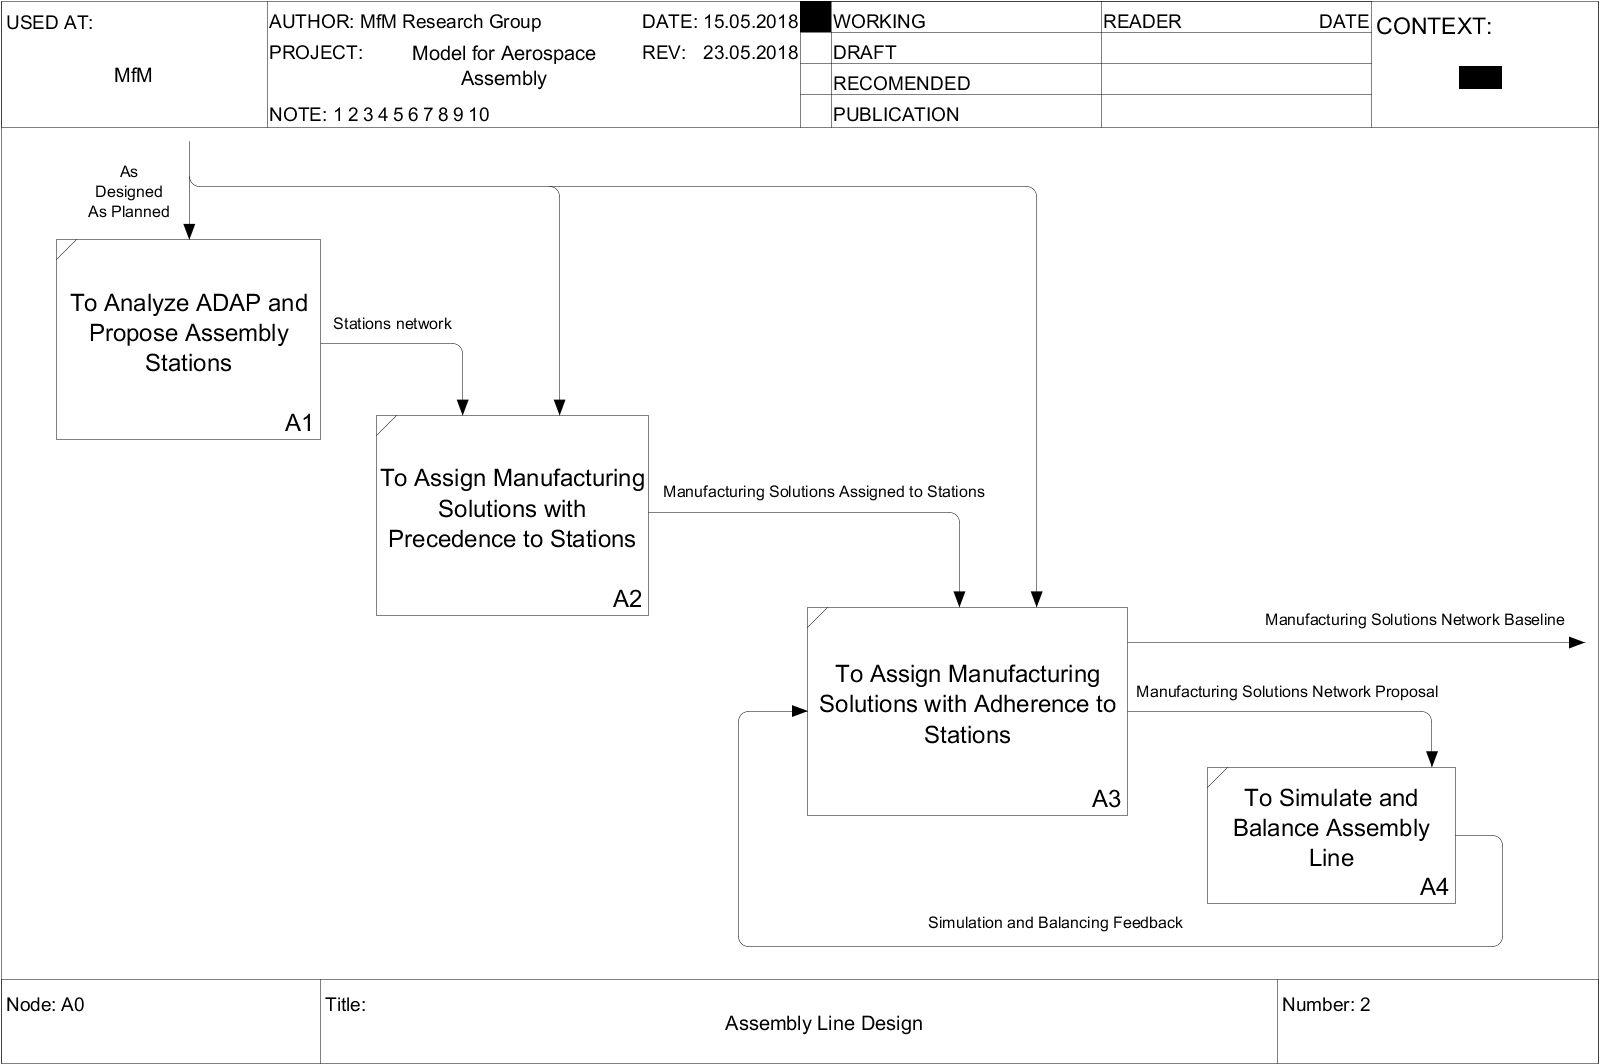 USED AT:
MfM
AUTHOR: MfM Research Group
DATE: 15.05.2018
PROJECT:
Model for Aerospace
Assembly
REV: 23.05.2018
NOTE: 1 2 3 4 5 6 7 8 9 10
WORKING
DRAFT
RECOMENDED
PUBLICATION
READER
DATE
CONTEXT:
As
Designed
As Planned
To Analyze ADAP and
Propose Assembly
Stations
A1
Stations network
To Assign Manufacturing
Solutions with
Precedence to Stations
A2
Manufacturing Solutions Assigned to Stations
To Assign Manufacturing
Solutions with Adherence to
Stations
A3
Manufacturing Solutions Network Baseline
Manufacturing Solutions Network Proposal
To Simulate and
Balance Assembly
Line
A4
Simulation and Balancing Feedback
Node: A0
Title:
Assembly Line Design
Number: 2